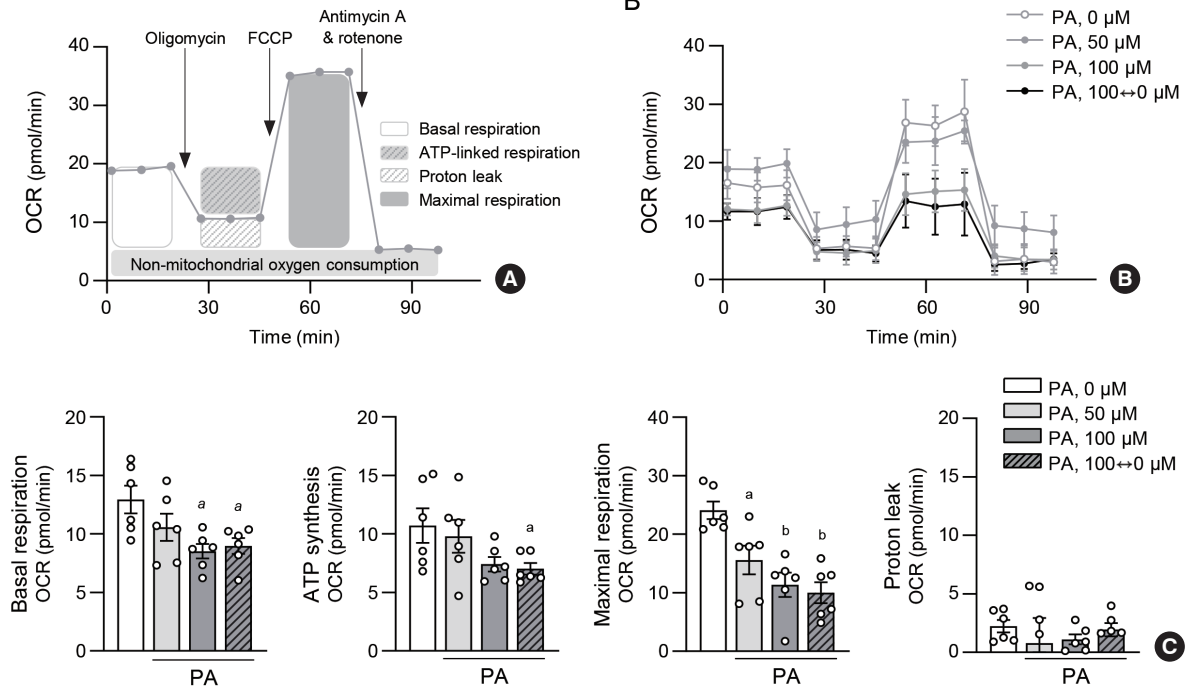 Antimycin A
& rotenone
Oligomycin
FCCP
40
30
20
10
0
OCR (pmol/min)
Basal respiration
ATP-linked respiration
Proton leak
Maximal respiration
Non-mitochondrial oxygen consumption
0 30 60 90
Time (min)
A
B
PA, 0 μM
PA, 50 μM
PA, 100 μM
PA, 100↔0 μM
40
30
20
10
0
OCR (pmol/min)
0 30 60 90
Time (min)
B
20
15
10
5
0
Basal respiration
OCR (pmol/min)
a a
PA
20
15
10
5
0
ATP synthesis
OCR (pmol/min)
a
PA
40
30
20
10
0
Maximal respiration
OCR (pmol/min)
a
b b
PA
20
15
10
5
0
Proton leak
OCR (pmol/min)
PA, 0 μM
PA, 50 μM
PA, 100 μM
PA, 100↔0 μM
PA
C